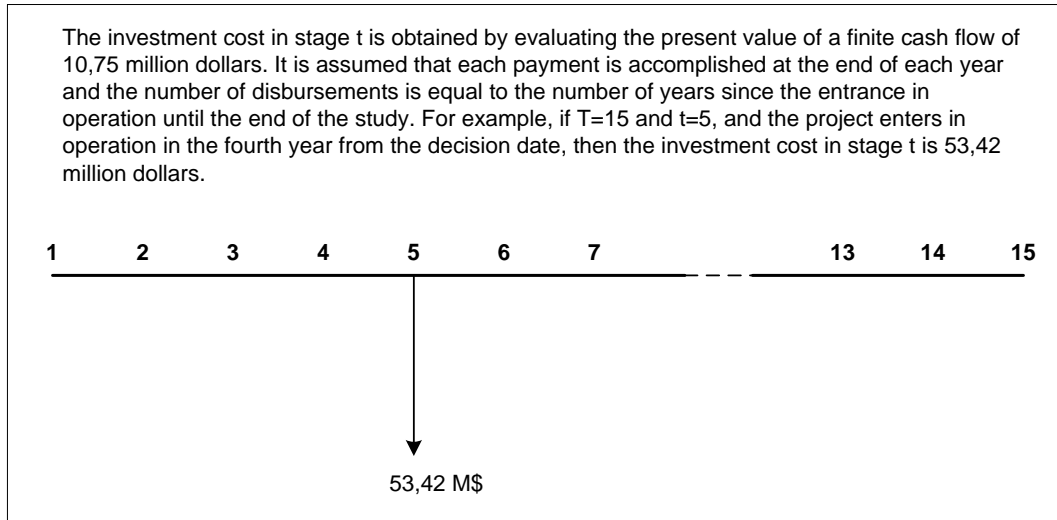 The investment cost in stage t is obtained by evaluating the present value of a finite cash flow of
10,75 million dollars. It is assumed that each payment is accomplished at the end of each year
and the number of disbursements is equal to the number of years since the entrance in
operation until the end of the study. For example, if T=15 and t=5, and the project enters in
operation in the fourth year from the decision date, then the investment cost in stage t is 53,42
million dollars.
1 2 3 4 5 6 7 13 14 15
53,42 M$